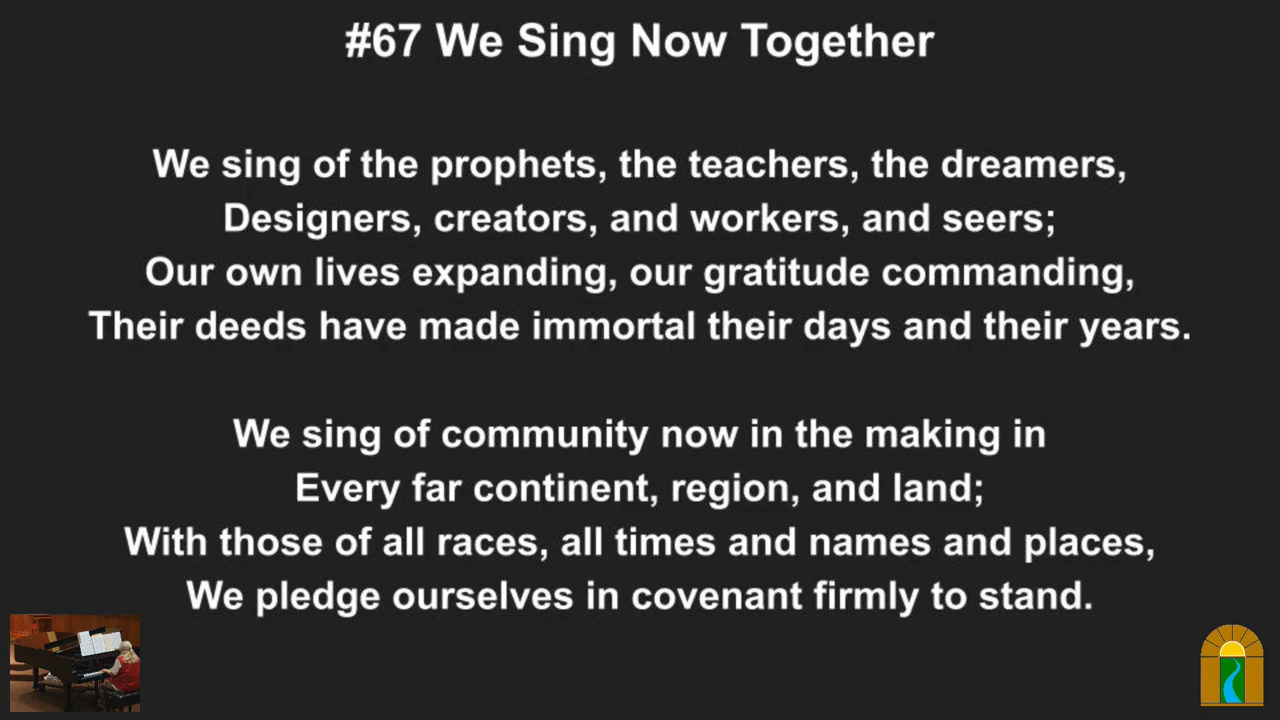 #67 We Sing Now Together
We sing of the prophets, the teachers, the dreamers,
Designers, creators, and workers, and seers;
Our own lives expanding, our gratitude commanding,
Their deeds have made immortal their days and their years.
We sing of community now in the making in
Every far continent, region, and land;
With those of all races, all times and names and places,
We pledge ourselves in covenant firmly to stand.